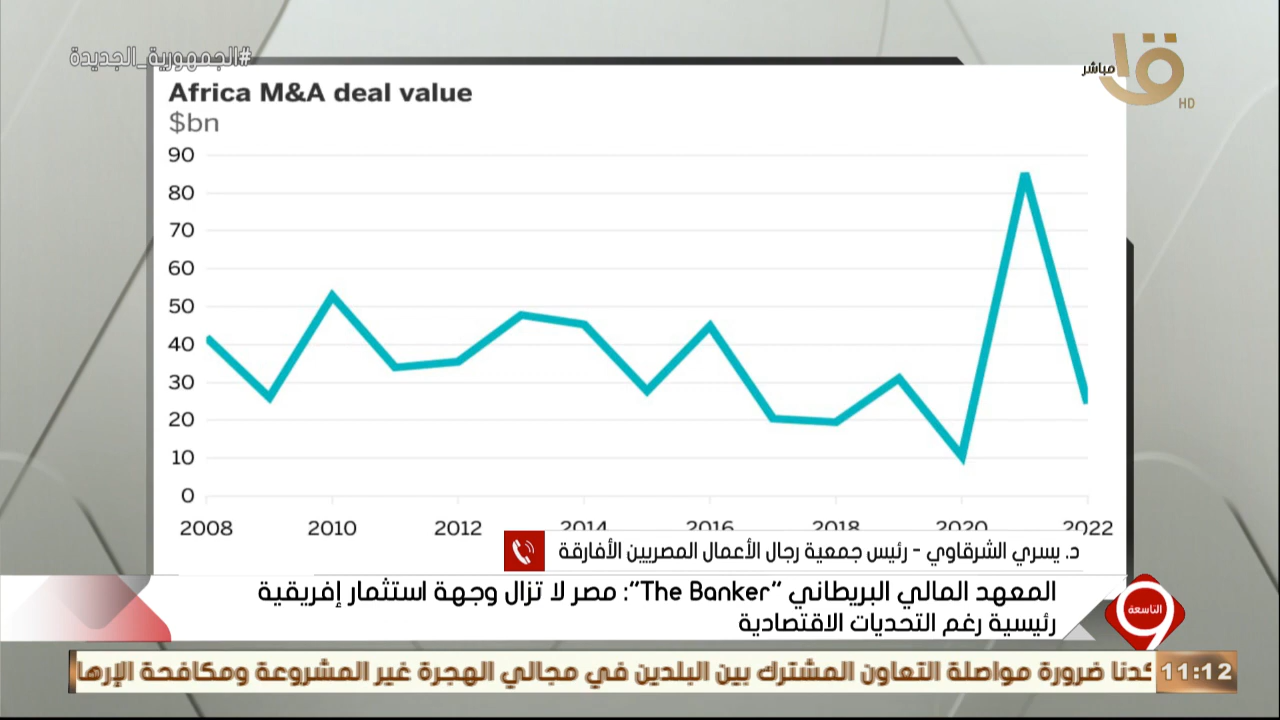 #الجمهورية_الجديدة
مباشر
HD
Africa M&A deal value
$bn
90
80
70
60
50
40
30
20
10
0
2008 2010 2012 2014 2016 2018 2020 2022
د. يسري الشرقاوي - رئيس جمعية رجال الأعمال المصريين الأفارقة
المعهد المالي البريطاني "The Banker": مصر لا تزال وجهة استثمار إفريقية
رئيسية رغم التحديات الاقتصادية
التاسعة
9
كدنا ضرورة مواصلة التعاون المشترك بين البلدين في مجالي الهجرة غير المشروعة ومكافحة الإرها
11:12